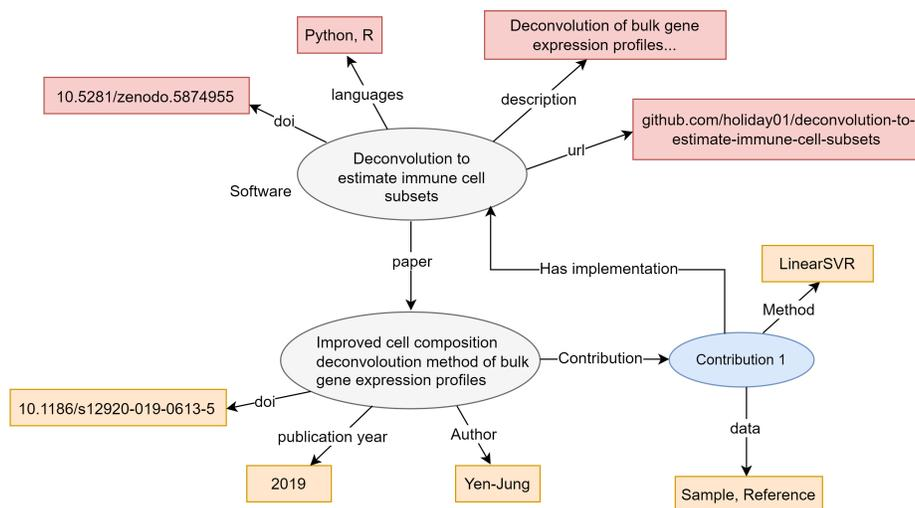 Python, R
Deconvolution of bulk gene
expression profiles...
10.5281/zenodo.5874955
languages
description
doi
github.com/holiday01/deconvolution-to-
estimate-immune-cell-subsets
url
Deconvolution to
estimate immune cell
subsets
Software
paper
Has implementation
LinearSVR
Method
Improved cell composition
deconvoloution method of bulk
gene expression profiles
Contribution
Contribution 1
10.1186/s12920-019-0613-5
doi
publication year
Author
data
2019
Yen-Jung
Sample, Reference